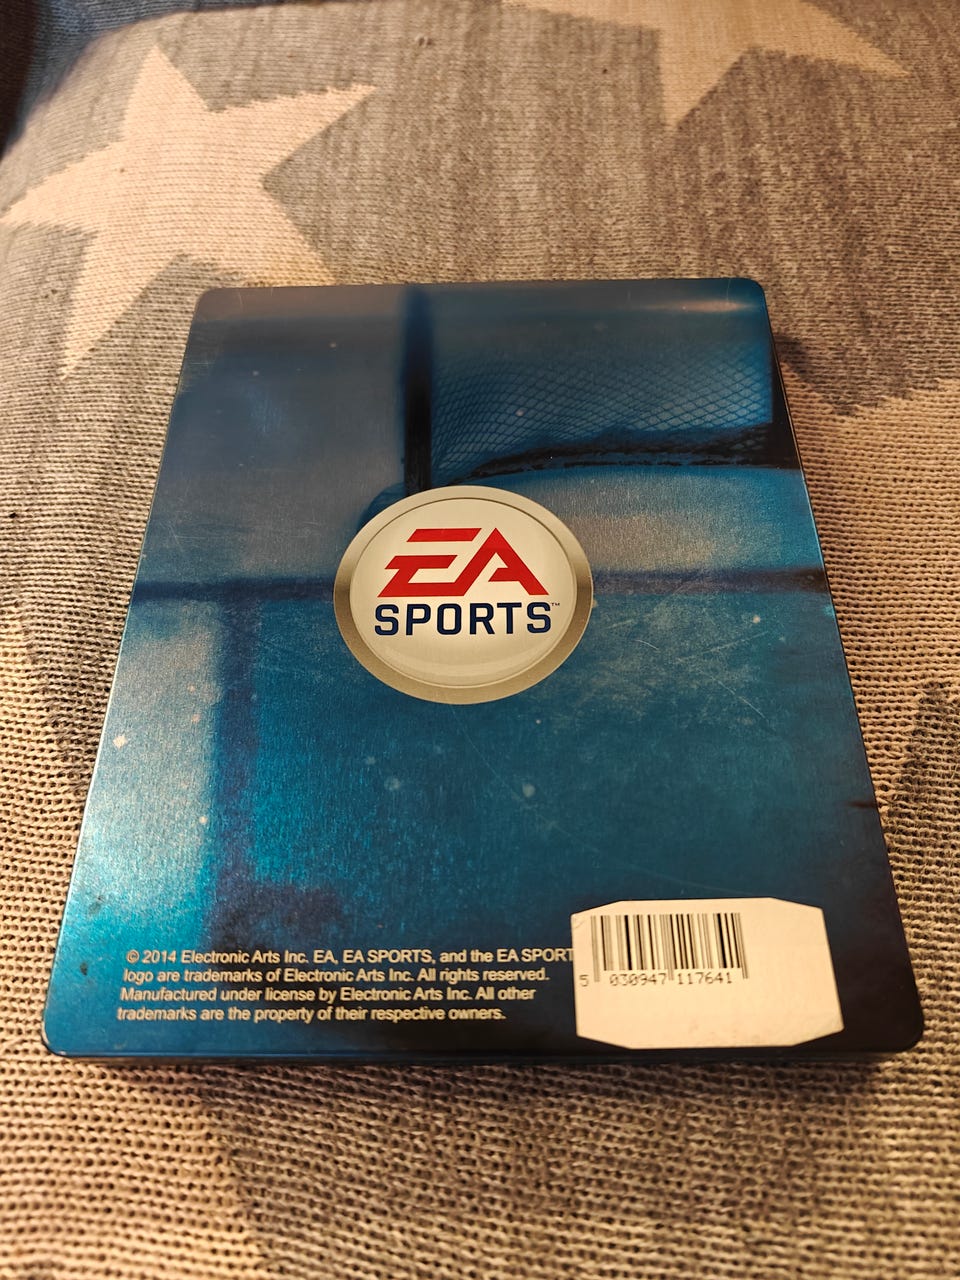 EA
SPORTS™
© 2014 Electronic Arts Inc. EA, EA SPORTS, and the EA SPORT
logo are trademarks of Electronic Arts Inc. All rights reserved.
Manufactured under license by Electronic Arts Inc. All other
trademarks are the property of their respective owners.
5 030947 117641